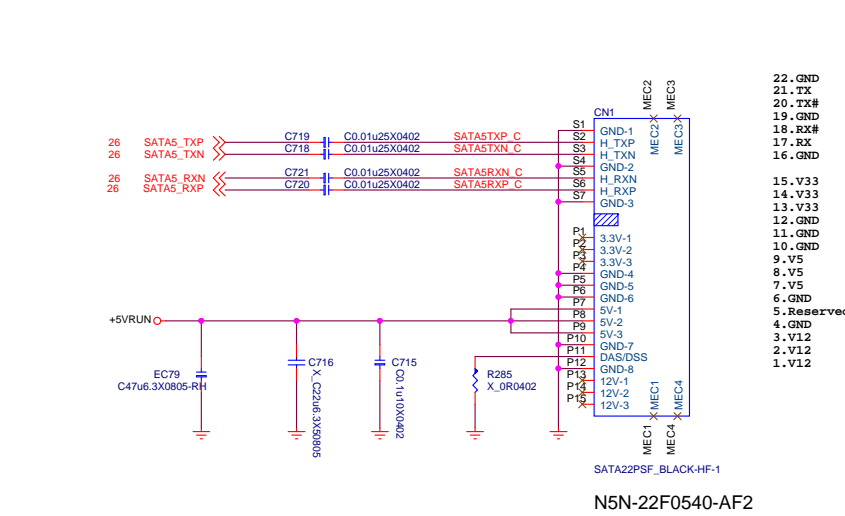 MEC2
MEC3
CN1
26 SATA5_TXP C719 C0.01u25X0402 SATA5TXP_C
26 SATA5_TXN C718 C0.01u25X0402 SATA5TXN_C
26 SATA5_RXN C721 C0.01u25X0402 SATA5RXN_C
26 SATA5_RXP C720 C0.01u25X0402 SATA5RXP_C
S1 GND-1
S2 H_TXP
S3 H_TXN
S4 GND-2
S5 H_RXN
S6 H_RXP
S7 GND-3
MEC2
MEC3
P1 3.3V-1
P2 3.3V-2
P3 3.3V-3
P4 GND-4
P5 GND-5
P6 GND-6
P7 5V-1
P8 5V-2
P9 5V-3
P10 GND-7
P11 DAS/DSS
P12 GND-8
P13 12V-1
P14 12V-2
P15 12V-3
MEC1
MEC4
MEC1
MEC4
+5VRUN
EC79
C47u6.3X0805-RH
C716
X_C22u6.3X50805
C715
C0.1u10X0402
R285
X_0R0402
SATA22PSF_BLACK-HF-1
N5N-22F0540-AF2
22.GND
21.TX
20.TX#
19.GND
18.RX#
17.RX
16.GND
15.V33
14.V33
13.V33
12.GND
11.GND
10.GND
9.V5
8.V5
7.V5
6.GND
5.Reserved
4.GND
3.V12
2.V12
1.V12